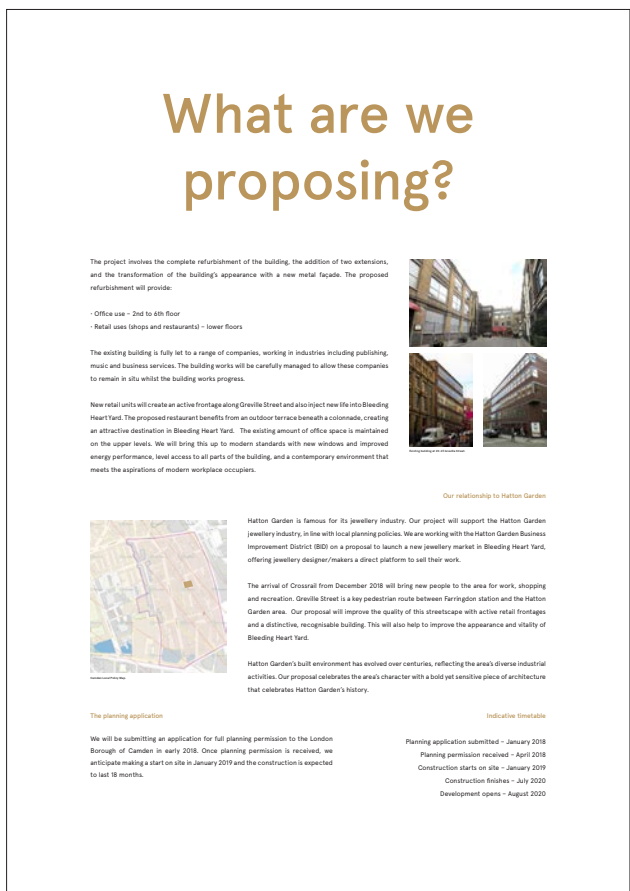 What are we
proposing?
The project involves the complete refurbishment of the building, the addition of two extensions,
and the transformation of the building's appearance with a new metal façade. The proposed
refurbishment will provide:
· Office use – 2nd to 6th floor
· Retail uses (shops and restaurants) – lower floors
The existing building is fully let to a range of companies, working in industries including publishing,
music and business services. The building works will be carefully managed to allow these companies
to remain in situ whilst the building works progress.
New retail units will create an active frontage along Greville Street and also inject new life into Bleeding
Heart Yard. The proposed restaurant benefits from an outdoor terrace beneath a colonnade, creating
an attractive destination in Bleeding Heart Yard. The existing amount of office space is maintained
on the upper levels. We will bring this up to modern standards with new windows and improved
energy performance, level access to all parts of the building, and a contemporary environment that
meets the aspirations of modern workplace occupiers.
Our relationship to Hatton Garden
Hatton Garden is famous for its jewellery industry. Our project will support the Hatton Garden
jewellery industry, in line with local planning policies. We are working with the Hatton Garden Business
Improvement District (BID) on a proposal to launch a new jewellery market in Bleeding Heart Yard,
offering jewellery designer/makers a direct platform to sell their work.
The arrival of Crossrail from December 2018 will bring new people to the area for work, shopping
and recreation. Greville Street is a key pedestrian route between Farringdon station and the Hatton
Garden area. Our proposal will improve the quality of this streetscape with active retail frontages
and a distinctive, recognisable building. This will also help to improve the appearance and vitality of
Bleeding Heart Yard.
Hatton Garden's built environment has evolved over centuries, reflecting the area's diverse industrial
activities. Our proposal celebrates the area's character with a bold yet sensitive piece of architecture
that celebrates Hatton Garden's history.
The planning application
We will be submitting an application for full planning permission to the London
Borough of Camden in early 2018. Once planning permission is received, we
anticipate making a start on site in January 2019 and the construction is expected
to last 18 months.
Indicative timetable
Planning application submitted – January 2018
Planning permission received – April 2018
Construction starts on site – January 2019
Construction finishes – July 2020
Development opens – August 2020